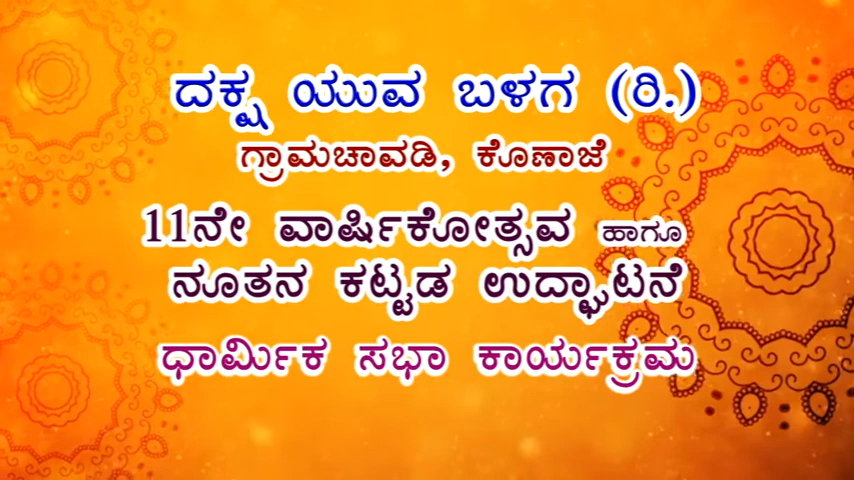 ದಕ್ಷ ಯುವ ಬಳಗ (ರಿ.)
ಗ್ರಾಮಚಾವಡಿ, ಕೊಣಾಜೆ
11ನೇ ವಾರ್ಷಿಕೋತ್ಸವ ಹಾಗೂ
ನೂತನ ಕಟ್ಟಡ ಉದ್ಘಾಟನೆ
ಧಾರ್ಮಿಕ ಸಭಾ ಕಾರ್ಯಕ್ರಮ